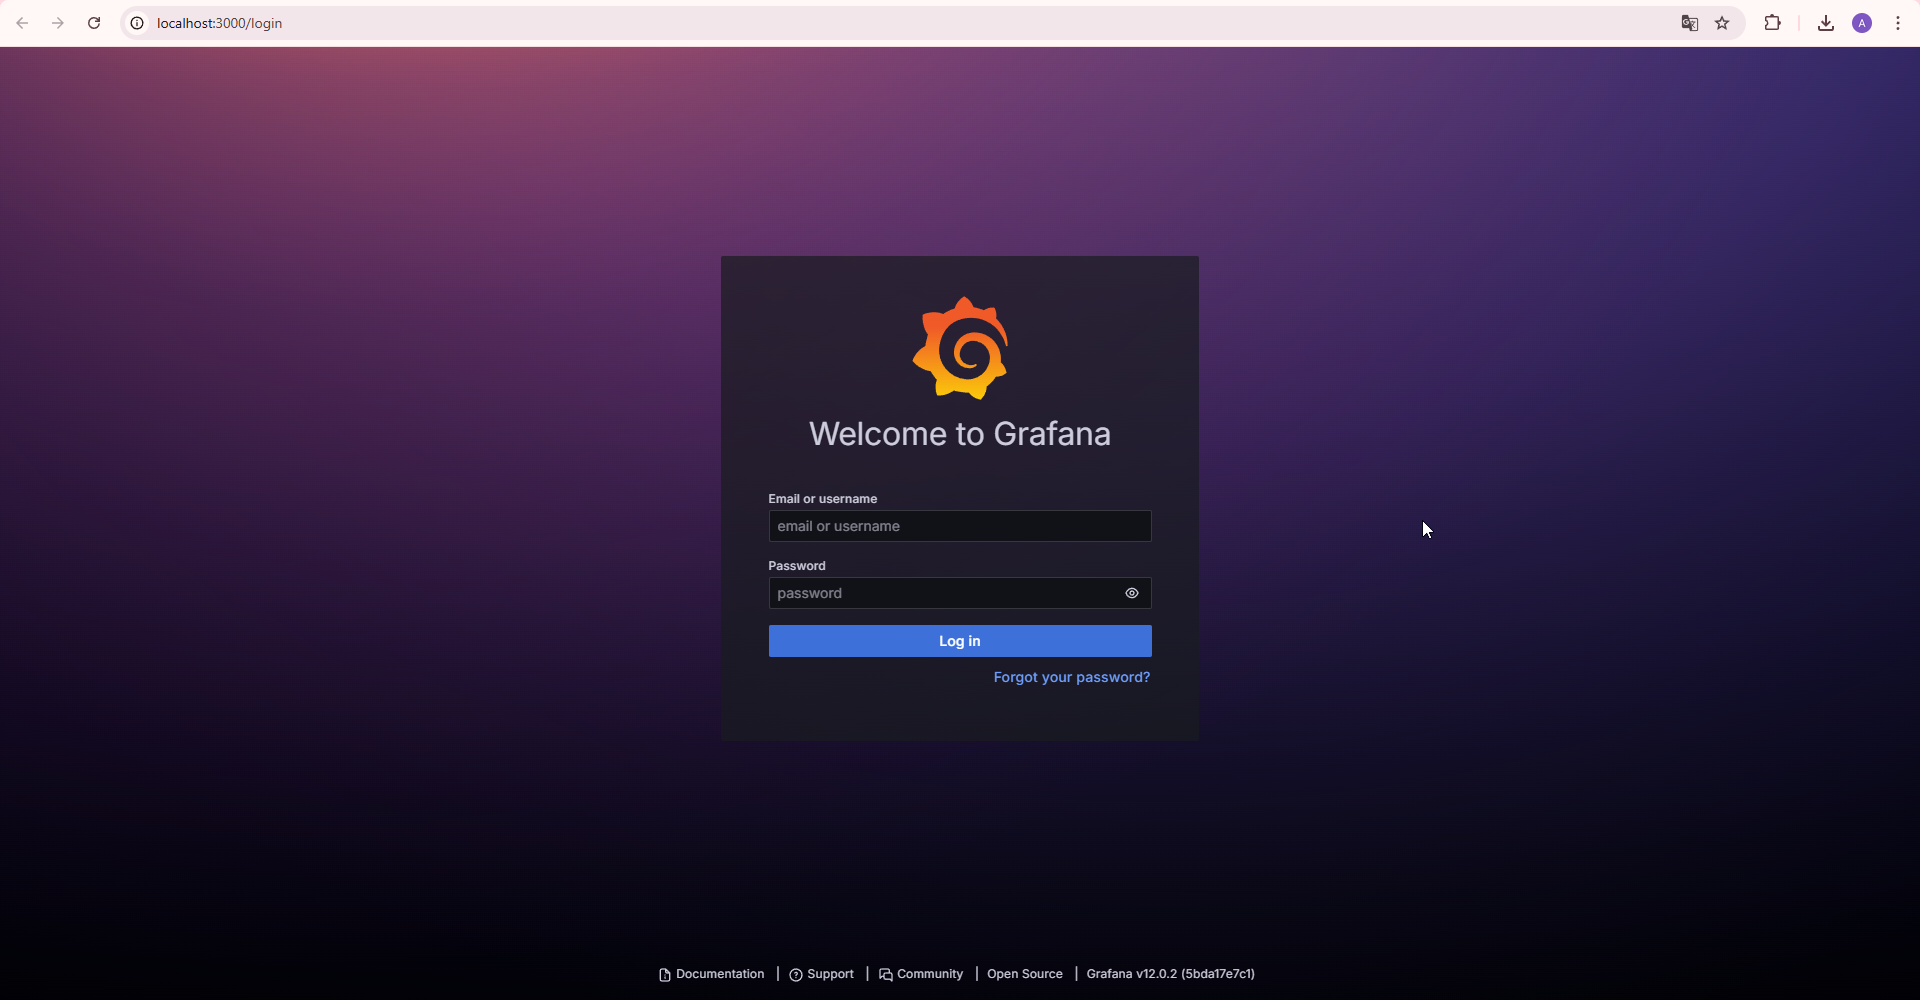 localhost:3000/login
A
Welcome to Grafana
Email or username
email or username
Password
password
Log in
Forgot your password?
Documentation | Support | Community | Open Source | Grafana v12.0.2 (5bda17e7c1)